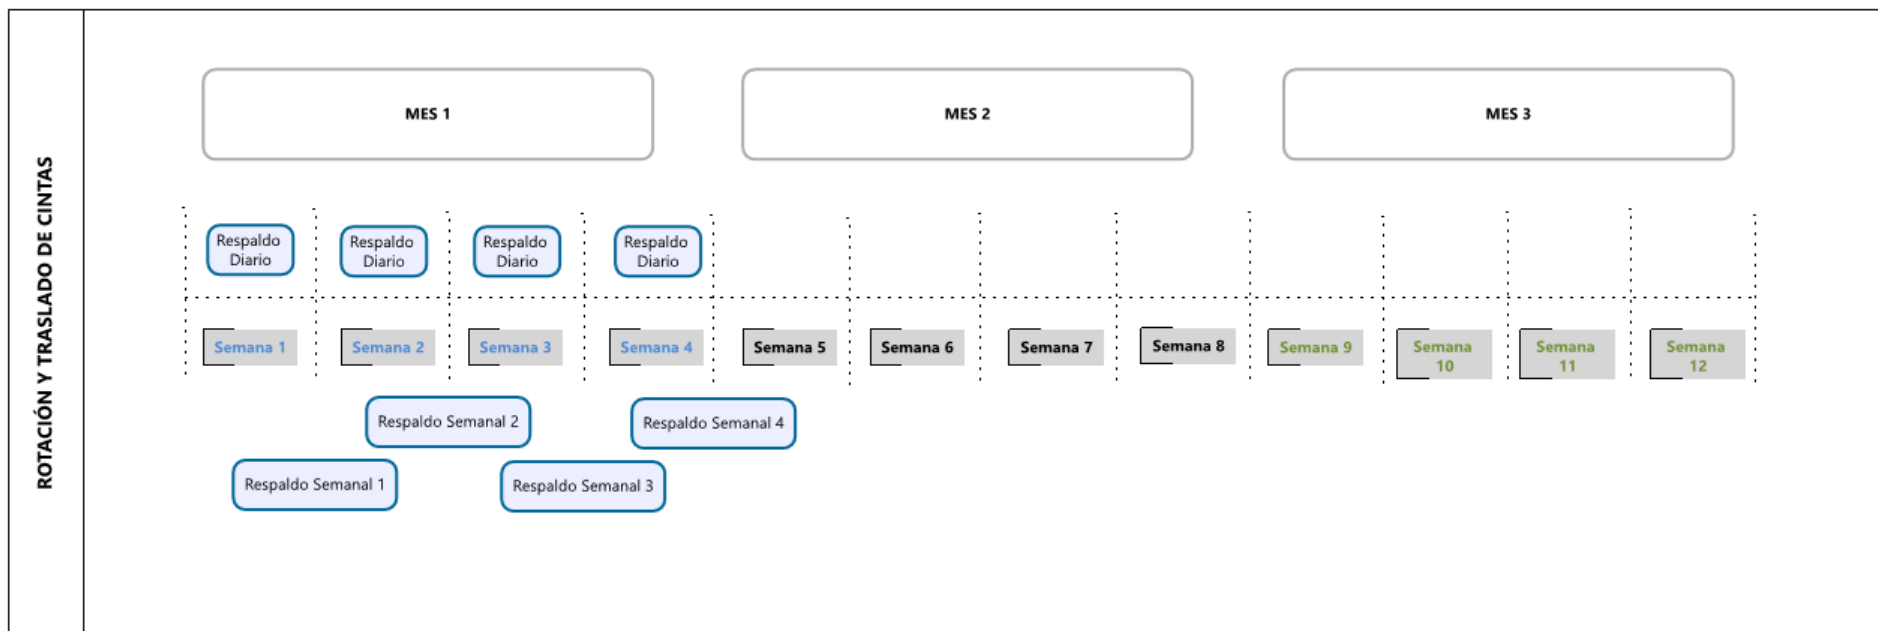 ROTACIÓN Y TRASLADO DE CINTAS
MES 1
MES 2
MES 3
Respaldo
Diario
Respaldo
Diario
Respaldo
Diario
Respaldo
Diario
Semana 1
Semana 2
Semana 3
Semana 4
Semana 5
Semana 6
Semana 7
Semana 8
Semana 9
Semana
10
Semana
11
Semana
12
Respaldo Semanal 2
Respaldo Semanal 4
Respaldo Semanal 1
Respaldo Semanal 3